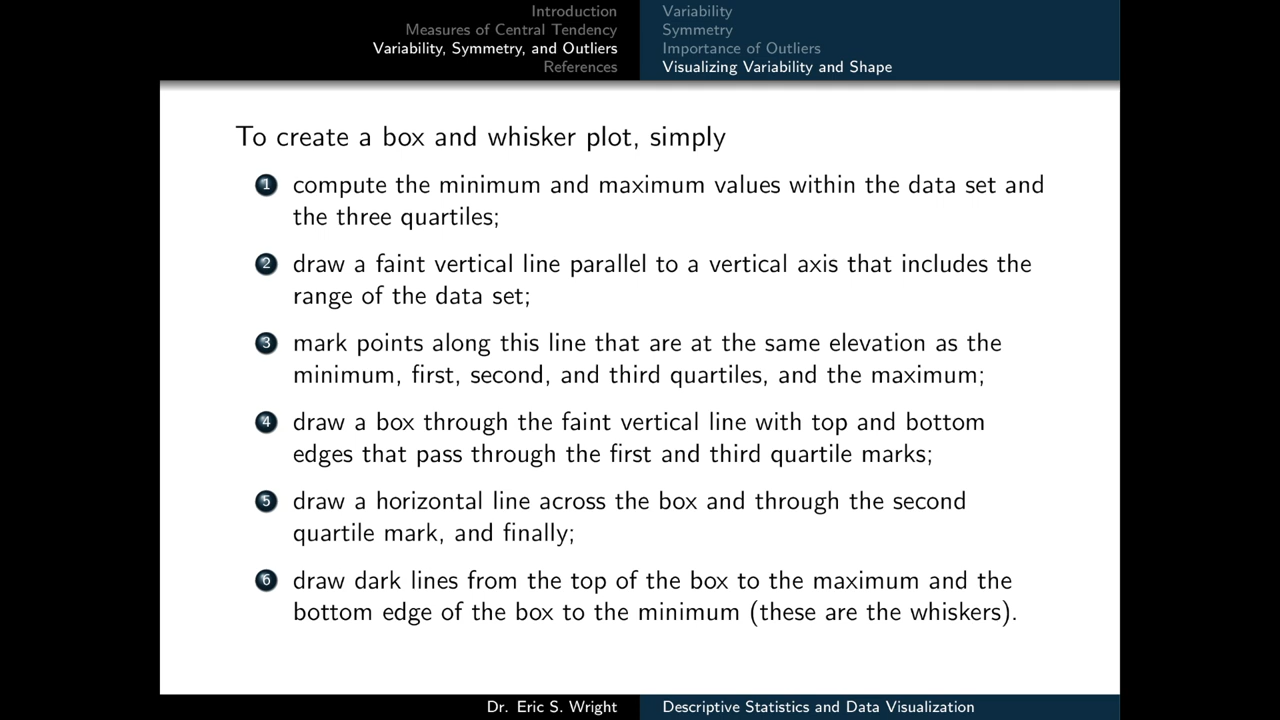 Introduction
Measures of Central Tendency
Variability, Symmetry, and Outliers
References
Variability
Symmetry
Importance of Outliers
Visualizing Variability and Shape
To create a box and whisker plot, simply
1 compute the minimum and maximum values within the data set and
the three quartiles;
2 draw a faint vertical line parallel to a vertical axis that includes the
range of the data set;
3 mark points along this line that are at the same elevation as the
minimum, first, second, and third quartiles, and the maximum;
4 draw a box through the faint vertical line with top and bottom
edges that pass through the first and third quartile marks;
5 draw a horizontal line across the box and through the second
quartile mark, and finally;
6 draw dark lines from the top of the box to the maximum and the
bottom edge of the box to the minimum (these are the whiskers).
Dr. Eric S. Wright
Descriptive Statistics and Data Visualization